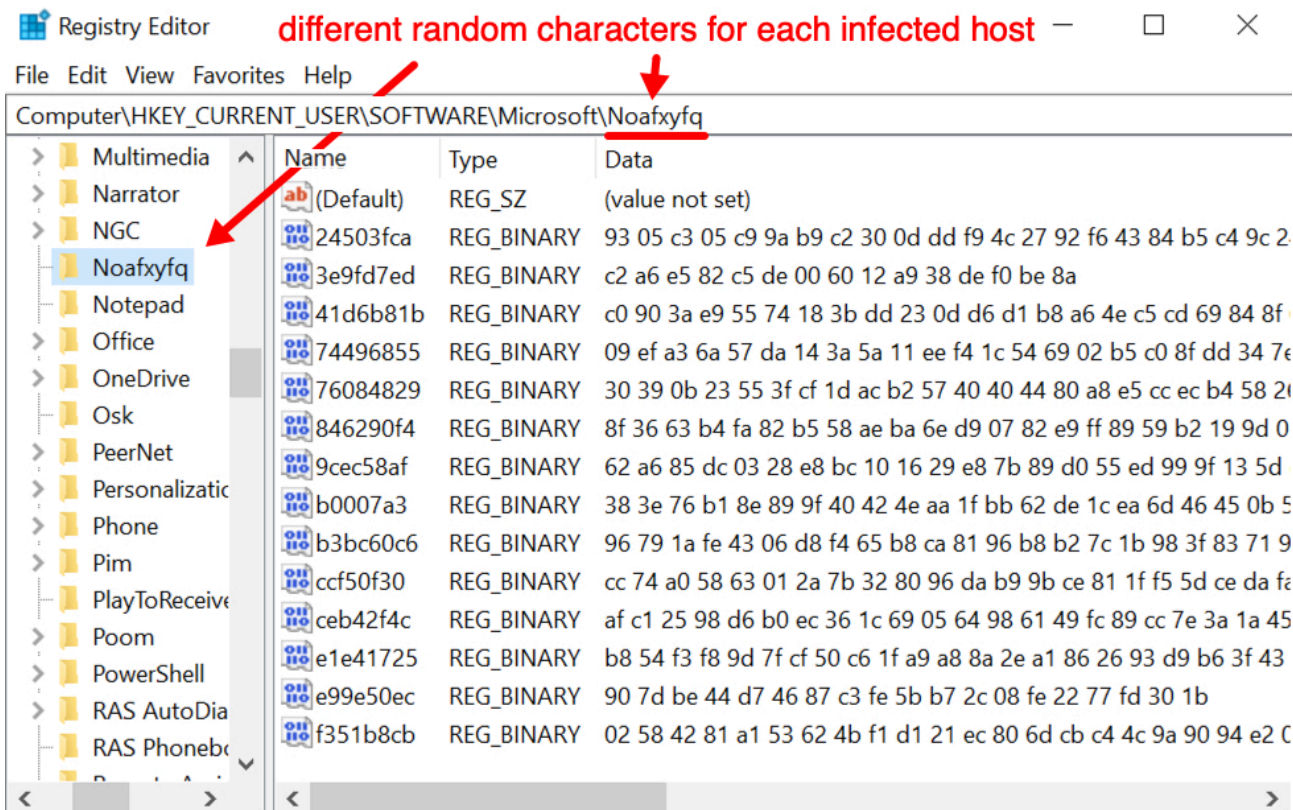 Registry Editor
different random characters for each infected host
File Edit View Favorites Help
Computer\HKEY_CURRENT_USER\SOFTWARE\Microsoft\Noafxyfq
Multimedia
Narrator
NGC
Noafxyfq
Notepad
Office
OneDrive
Osk
PeerNet
Personalizatic
Phone
Pim
PlayToReceive
Poom
PowerShell
RAS AutoDia
RAS Phonebo
Name Type Data
(Default) REG_SZ (value not set)
24503fca REG_BINARY 93 05 c3 05 c9 9a b9 c2 30 0d dd f9 4c 27 92 f6 43 84 b5 c4 9c 2
3e9fd7ed REG_BINARY c2 a6 e5 82 c5 de 00 60 12 a9 38 de f0 be 8a
41d6b81b REG_BINARY c0 90 3a e9 55 74 18 3b dd 23 0d d6 d1 b8 a6 4e c5 cd 69 84 8f
74496855 REG_BINARY 09 ef a3 6a 57 da 14 3a 5a 11 ee f4 1c 54 69 02 b5 c0 8f dd 34 7e
76084829 REG_BINARY 30 39 0b 23 55 3f cf 1d ac b2 57 40 40 44 80 a8 e5 cc ec b4 58 26
846290f4 REG_BINARY 8f 36 63 b4 fa 82 b5 58 ae ba 6e d9 07 82 e9 ff 89 59 b2 19 9d 0
9cec58af REG_BINARY 62 a6 85 dc 03 28 e8 bc 10 16 29 e8 7b 89 d0 55 ed 99 9f 13 5d
b0007a3 REG_BINARY 38 3e 76 b1 8e 89 9f 40 42 4e aa 1f bb 62 de 1c ea 6d 46 45 0b 5
b3bc60c6 REG_BINARY 96 79 1a fe 43 06 d8 f4 65 b8 ca 81 96 b8 b2 7c 1b 98 3f 83 71 9
ccf50f30 REG_BINARY cc 74 a0 58 63 01 2a 7b 32 80 96 da b9 9b ce 81 1f f5 5d ce da fa
ceb42f4c REG_BINARY af c1 25 98 d6 b0 ec 36 1c 69 05 64 98 61 49 fc 89 cc 7e 3a 1a 45
e1e41725 REG_BINARY b8 54 f3 f8 9d 7f cf 50 c6 1f a9 a8 8a 2e a1 86 26 93 d9 b6 3f 43
e99e50ec REG_BINARY 90 7d be 44 d7 46 87 c3 fe 5b b7 2c 08 fe 22 77 fd 30 1b
f351b8cb REG_BINARY 02 58 42 81 a1 53 62 4b f1 d1 21 ec 80 6d cb c4 4c 9a 90 94 e2